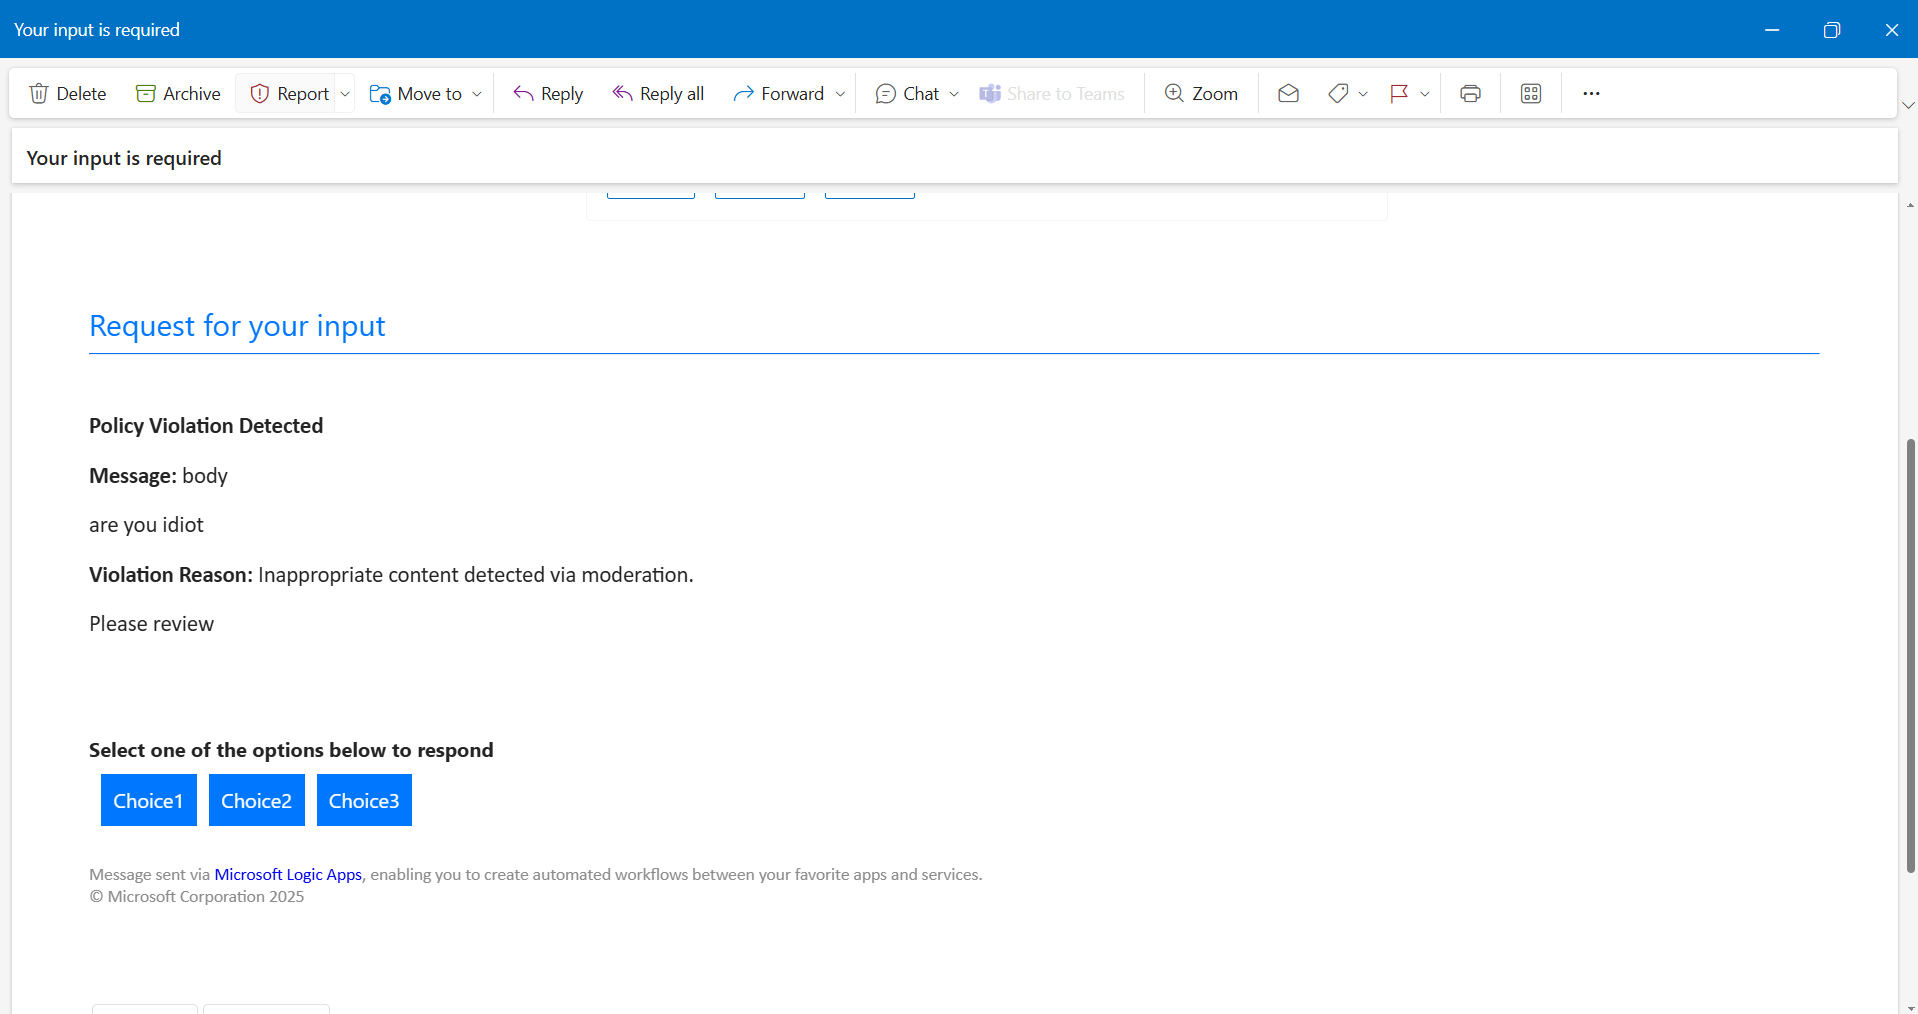 Your input is required
Delete Archive Report Move to Reply Reply all Forward Chat Share to Teams Zoom
Your input is required
Request for your input
Policy Violation Detected
Message: body
are you idiot
Violation Reason: Inappropriate content detected via moderation.
Please review
Select one of the options below to respond
Choice1 Choice2 Choice3
Message sent via Microsoft Logic Apps, enabling you to create automated workflows between your favorite apps and services.
© Microsoft Corporation 2025